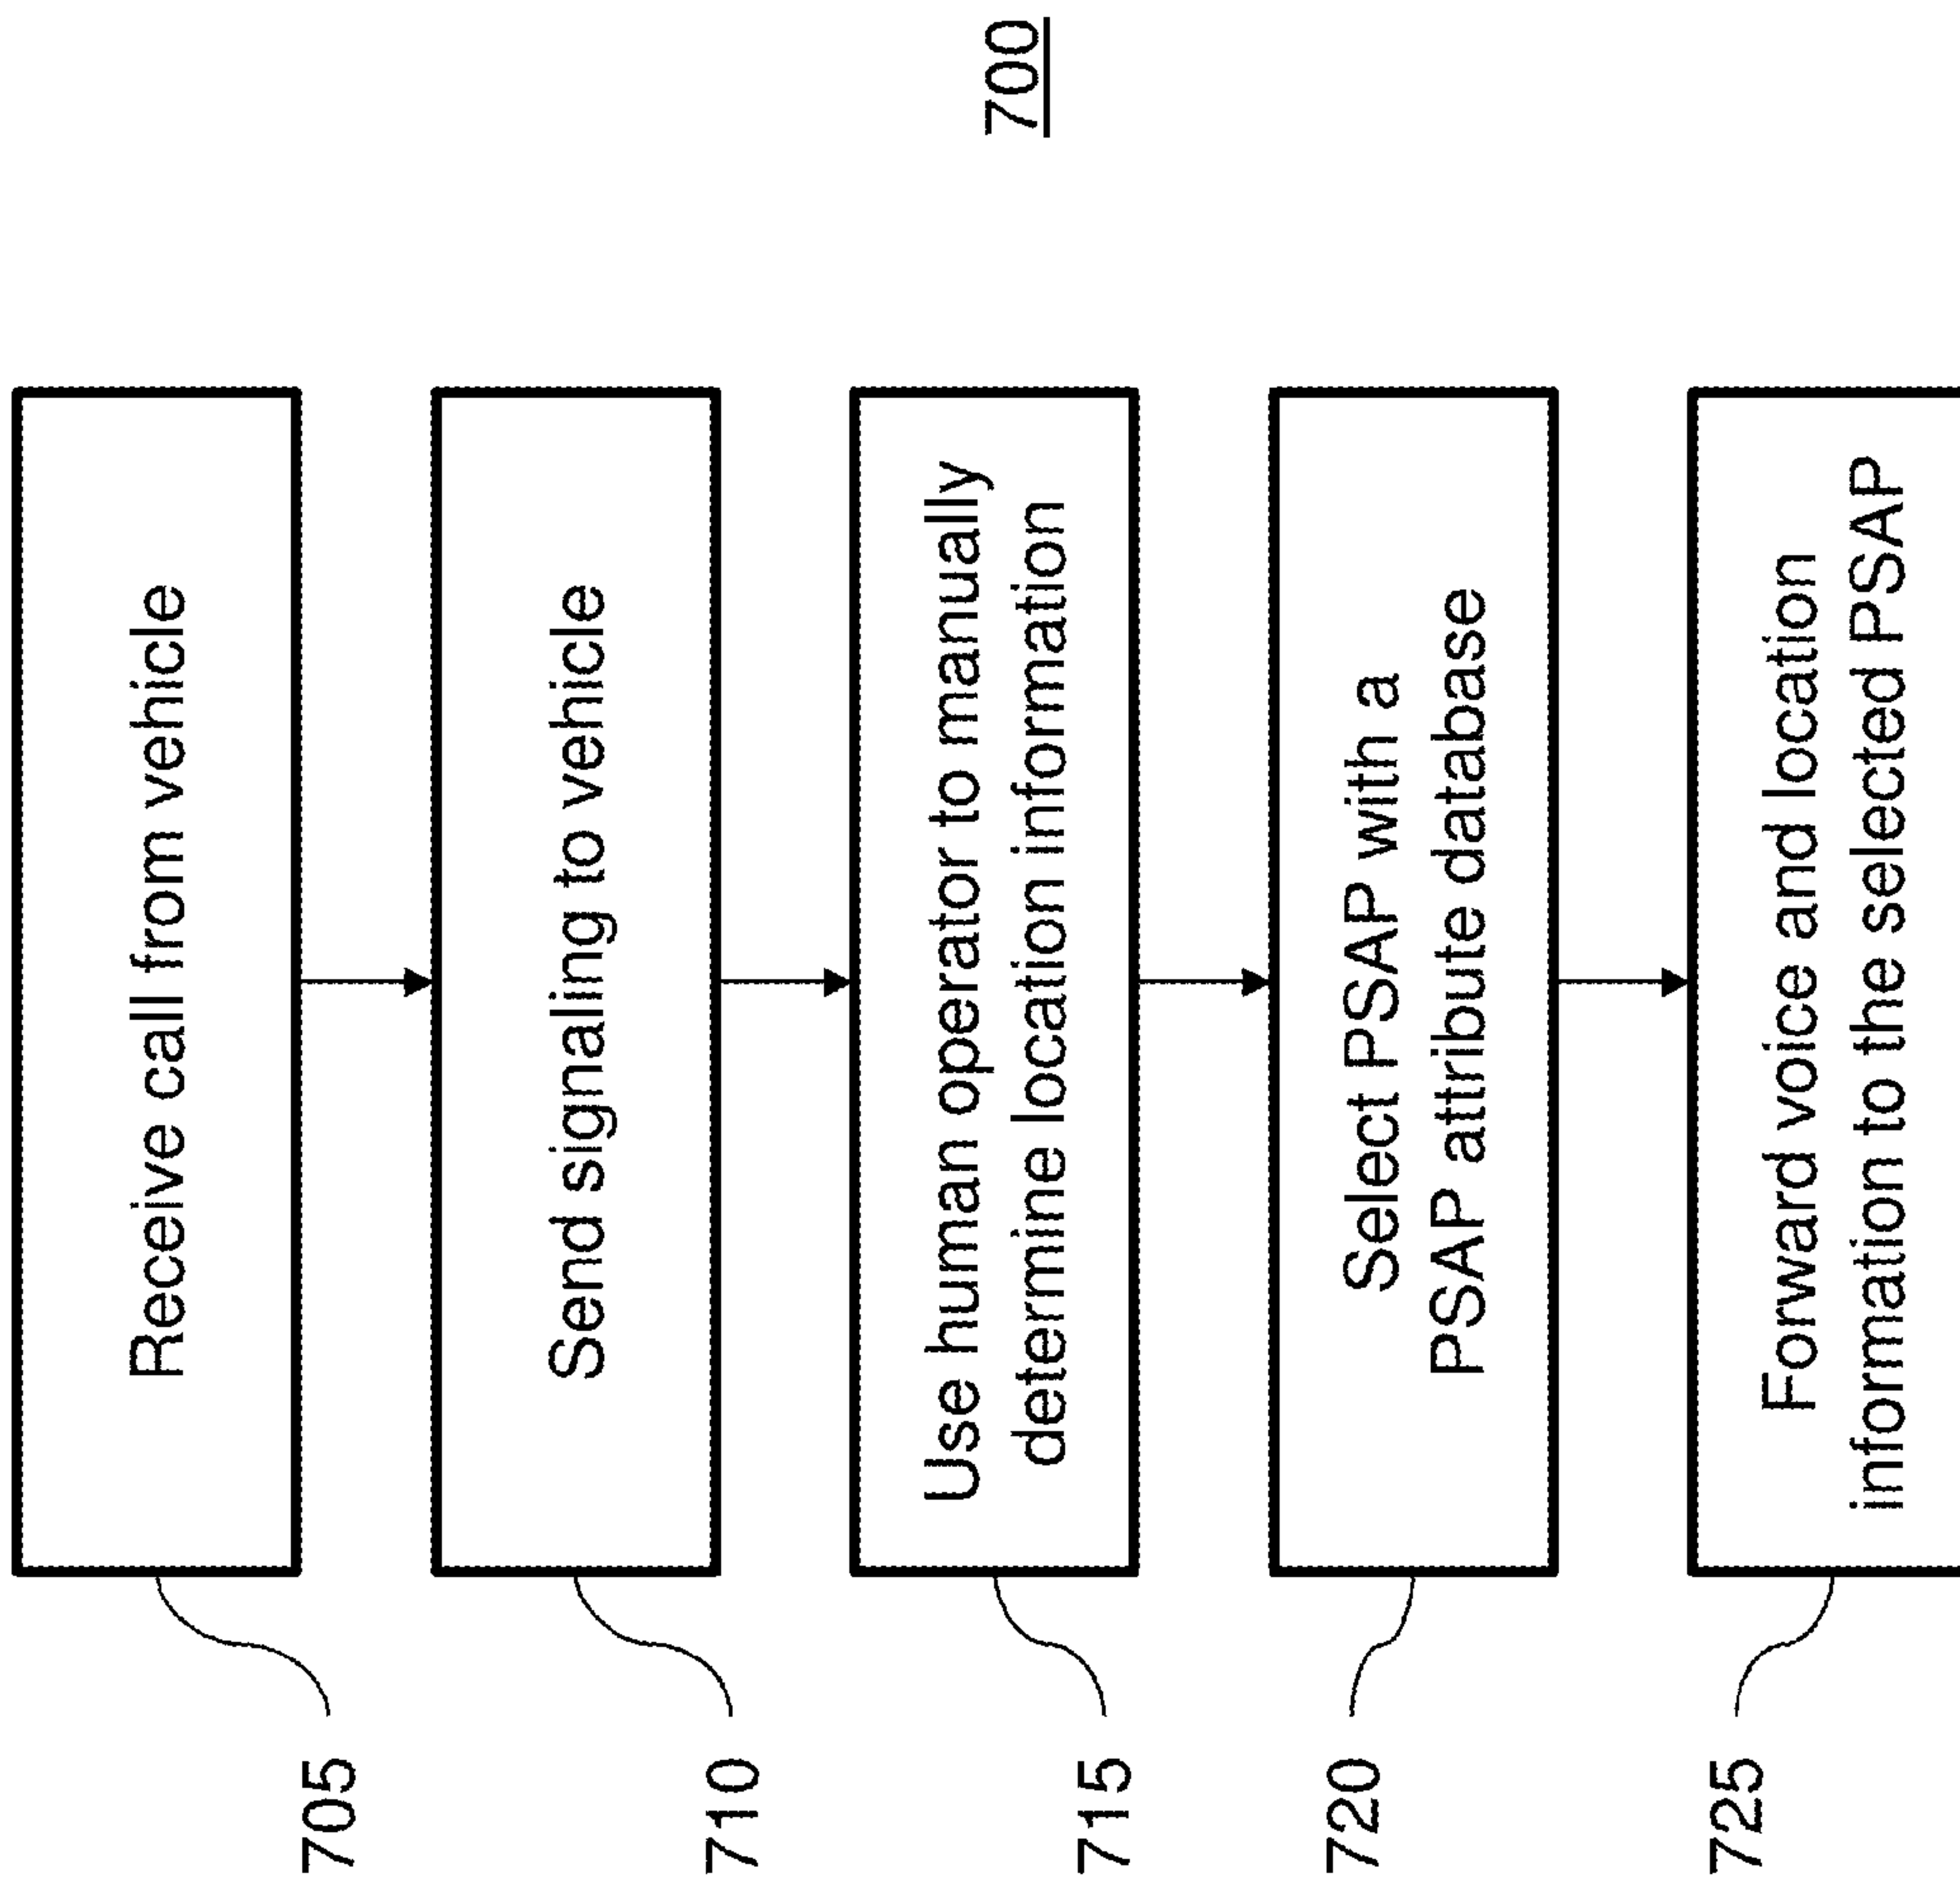 700
705
Receive call from vehicle
710
Send signaling to vehicle
715
Use human operator to manually
determine location information
720
Select PSAP with a
PSAP attribute database
725
Forward voice and location
information to the selected PSAP